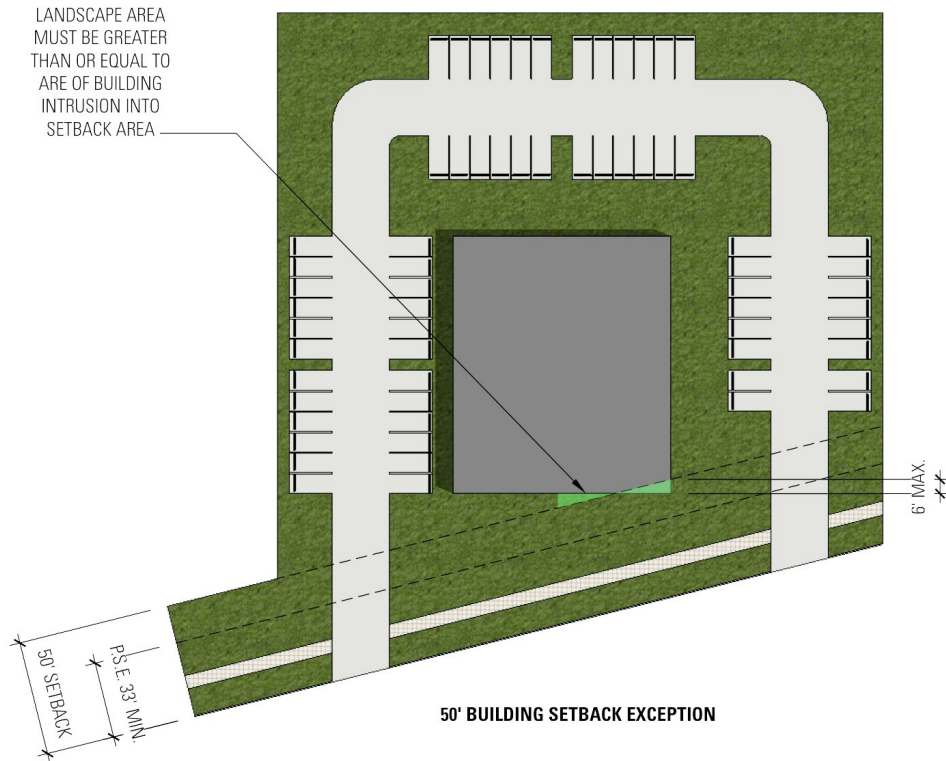 LANDSCAPE AREA
MUST BE GREATER
THAN OR EQUAL TO
ARE OF BUILDING
INTRUSION INTO
SETBACK AREA
6' MAX.
50' SETBACK
P.S.E. 33' MIN.
50' BUILDING SETBACK EXCEPTION